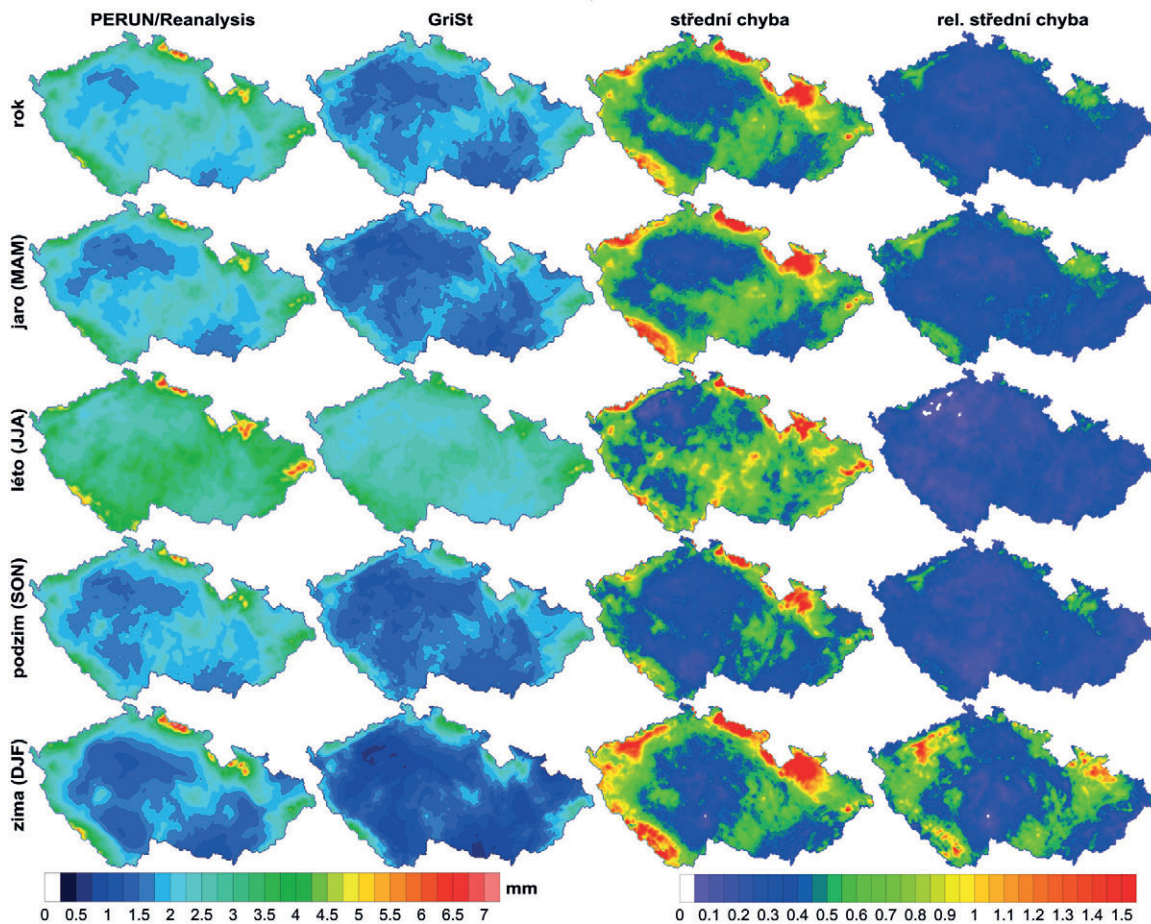 PERUN/Reanalysis GriSt střední chyba rel. střední chyba
rok
jaro (MAM)
léto (JJA)
podzim (SON)
zima (DJF)
0 0.5 1 1.5 2 2.5 3 3.5 4 4.5 5 5.5 6 6.5 7 mm
0 0.1 0.2 0.3 0.4 0.5 0.6 0.7 0.8 0.9 1 1.1 1.2 1.3 1.4 1.5